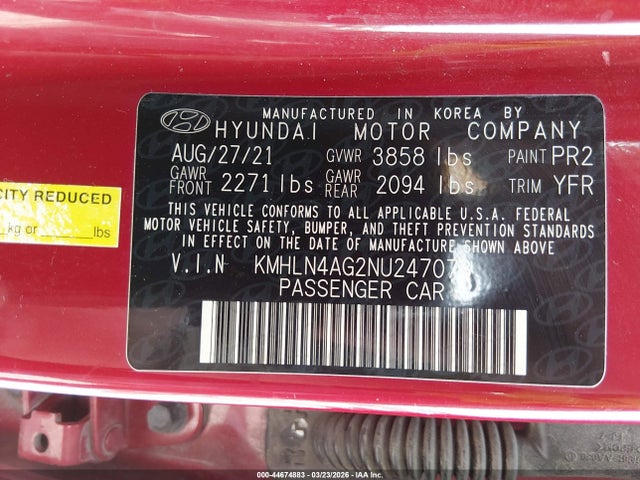 MANUFACTURED IN KOREA BY
HYUNDAI MOTOR COMPANY
AUG/27/21 GVWR 3858 lbs PAINT PR2
GAWR FRONT 2271 lbs GAWR REAR 2094 lbs TRIM YFR
THIS VEHICLE CONFORMS TO ALL APPLICABLE U.S.A. FEDERAL
MOTOR VEHICLE SAFETY, BUMPER, AND THEFT PREVENTION STANDARDS
IN EFFECT ON THE DATE OF MANUFACTURE SHOWN ABOVE.
V.I.N
PASSENGER CAR
CITY REDUCED
kg or lbs
000-44674883 - 03/23/2026 - IAAI, Inc.